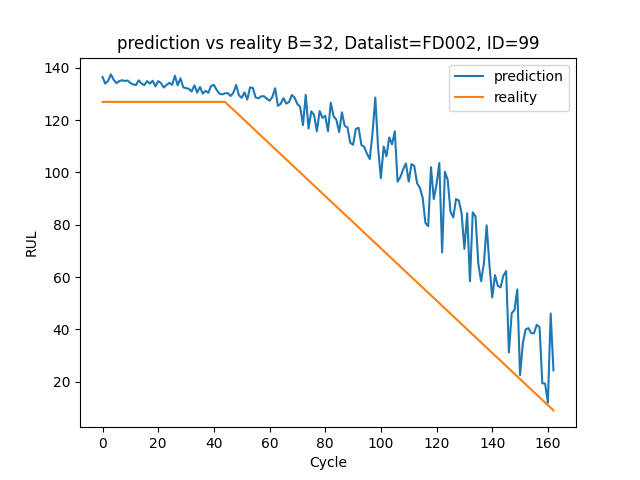 prediction vs reality B=32, Datalist=FD002, ID=99
prediction
reality
RUL
140
120
100
80
60
40
20
0 20 40 60 80 100 120 140 160
Cycle